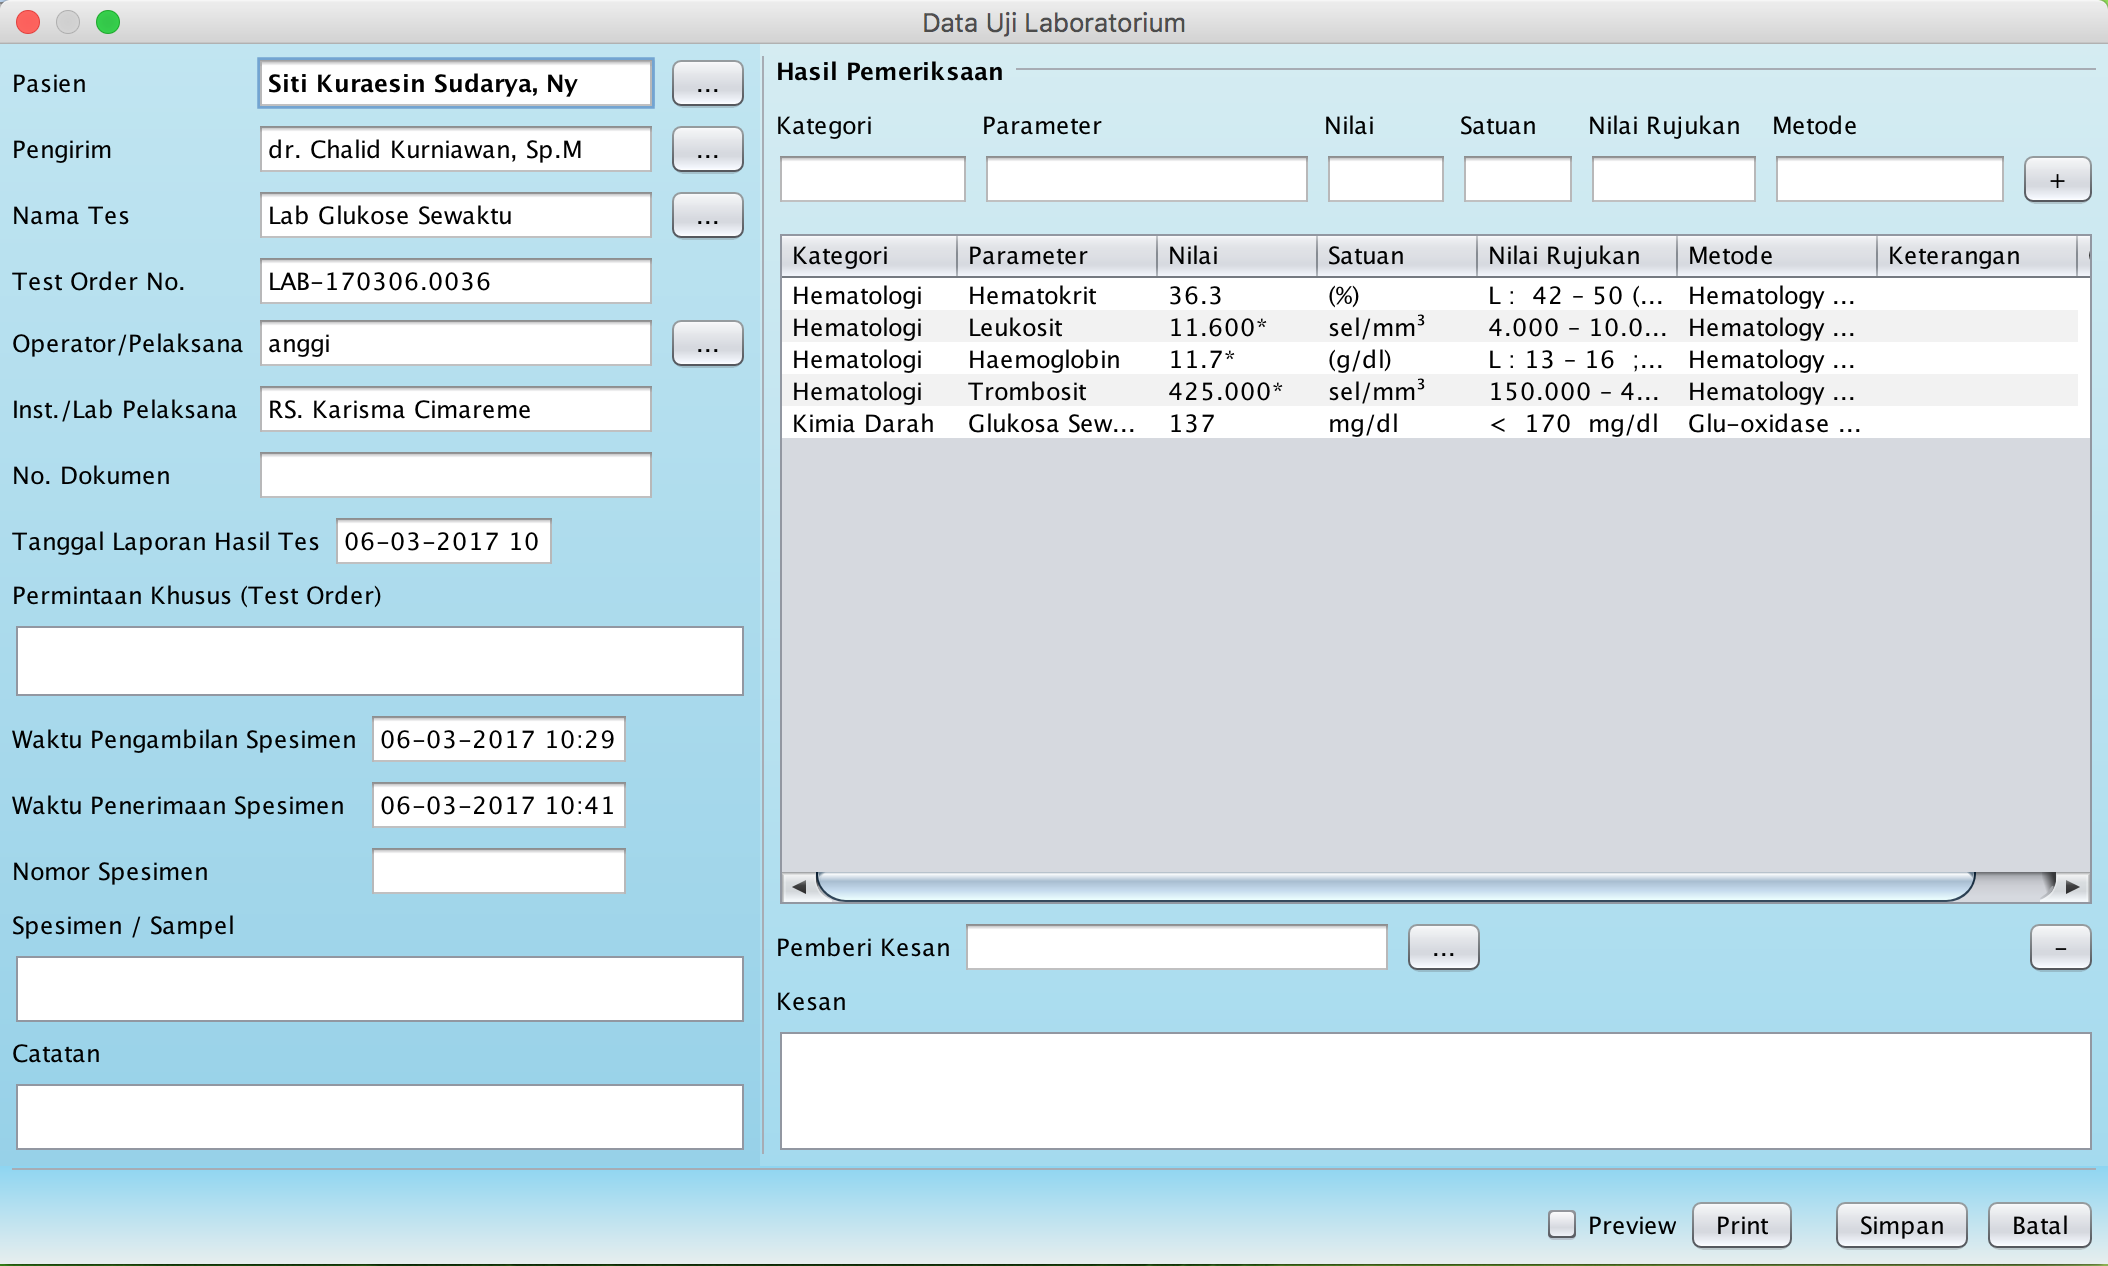 Data Uji Laboratorium
Pasien
Siti Kuraesin Sudarya, Ny
...
Pengirim
dr. Chalid Kurniawan, Sp.M
...
Nama Tes
Lab Glukose Sewaktu
...
Test Order No.
LAB-170306.0036
Operator/Pelaksana
anggi
...
Inst./Lab Pelaksana
RS. Karisma Cimareme
No. Dokumen
Tanggal Laporan Hasil Tes
06-03-2017 10
Permintaan Khusus (Test Order)
Waktu Pengambilan Spesimen
06-03-2017 10:29
Waktu Penerimaan Spesimen
06-03-2017 10:41
Nomor Spesimen
Spesimen / Sampel
Catatan
Hasil Pemeriksaan
Kategori Parameter Nilai Satuan Nilai Rujukan Metode
+
Kategori Parameter Nilai Satuan Nilai Rujukan Metode Keterangan
Hematologi Hematokrit 36.3 (%) L : 42 - 50 (... Hematology ...
Hematologi Leukosit 11.600* sel/mm³ 4.000 - 10.0... Hematology ...
Hematologi Haemoglobin 11.7* (g/dl) L : 13 - 16 ;... Hematology ...
Hematologi Trombosit 425.000* sel/mm³ 150.000 - 4... Hematology ...
Kimia Darah Glukosa Sew... 137 mg/dl < 170 mg/dl Glu-oxidase ...
Pemberi Kesan
...
-
Kesan
Preview
Print
Simpan
Batal